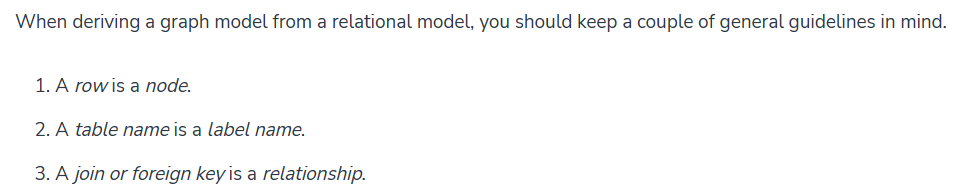 When deriving a graph model from a relational model, you should keep a couple of general guidelines in mind.
1. A row is a node.
2. A table name is a label name.
3. A join or foreign key is a relationship.